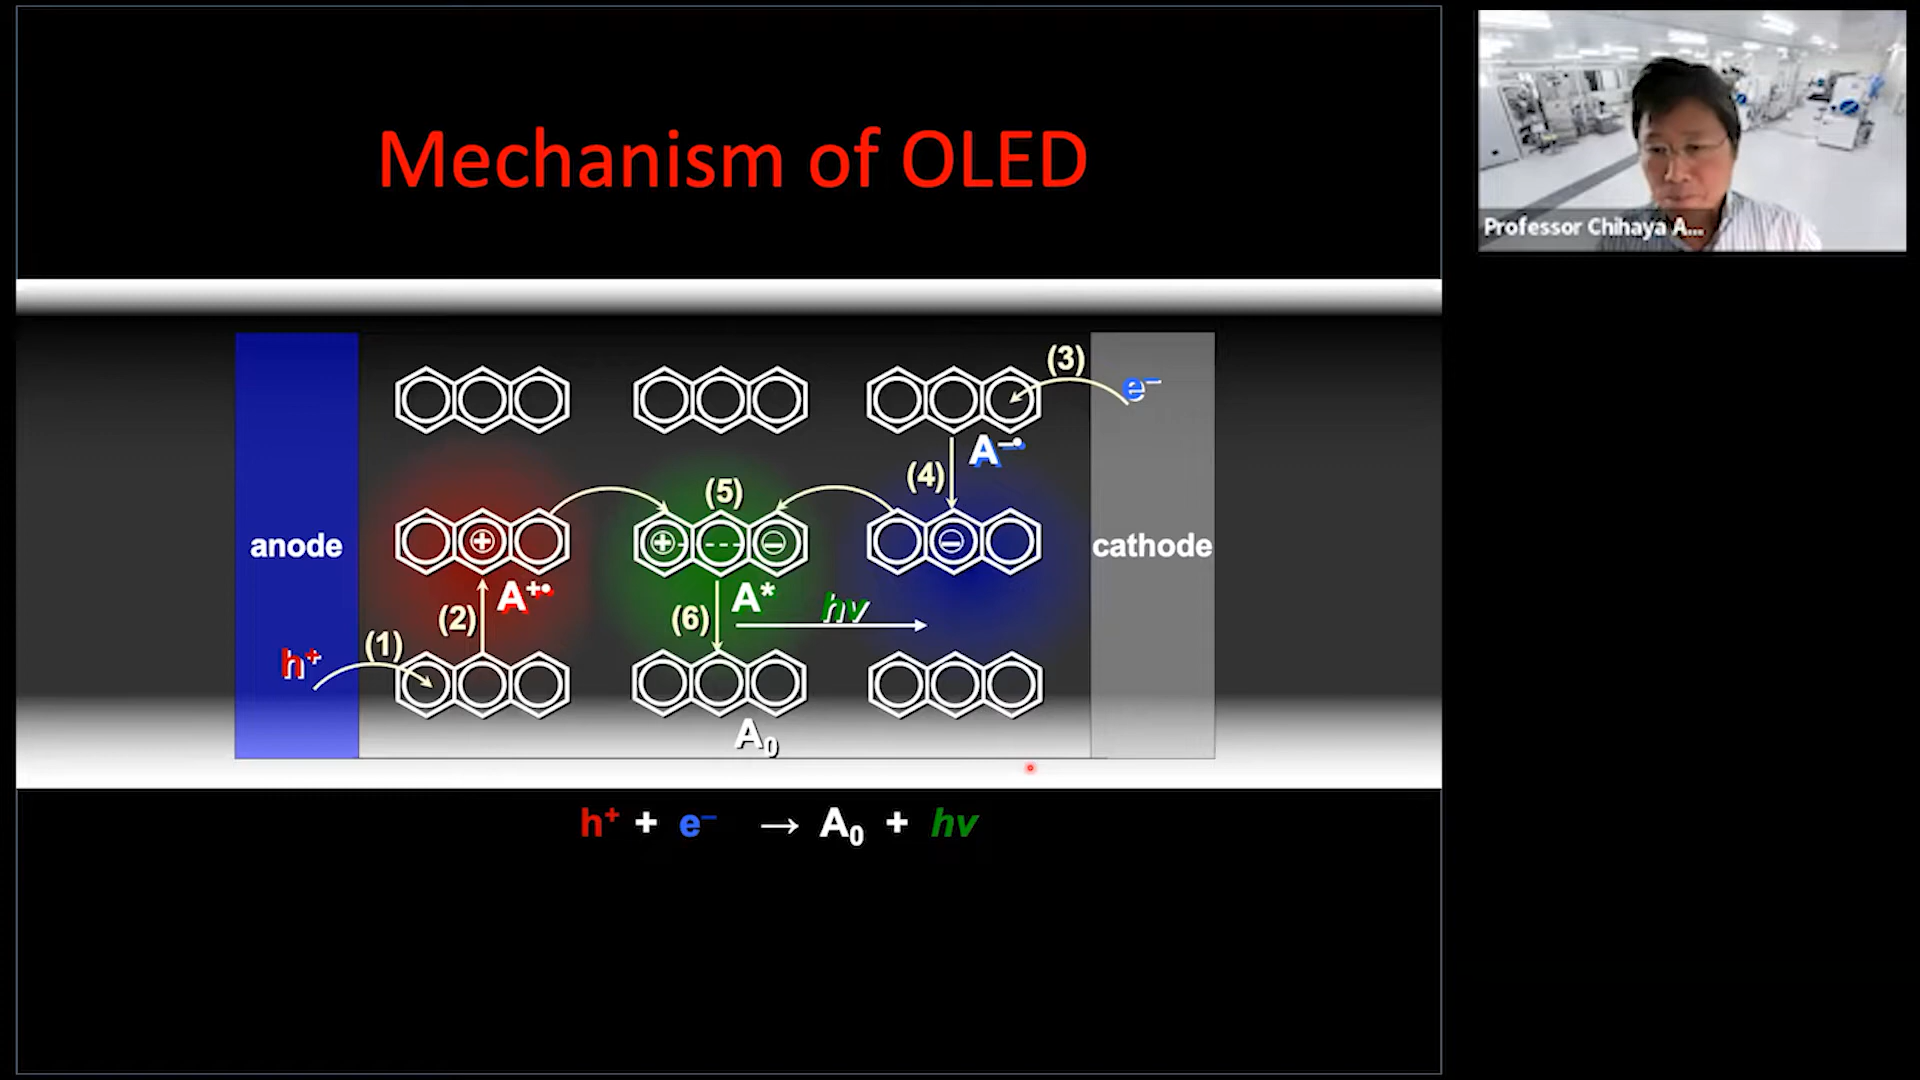 Mechanism of OLED
Professor Chihaya A...
(3)
e⁻
A⁻•
(4)
(5)
anode
+
+
−
−
cathode
A⁺•
A*
hν
(2)
(6)
(1)
h⁺
A₀
h⁺ + e⁻ → A₀ + hν